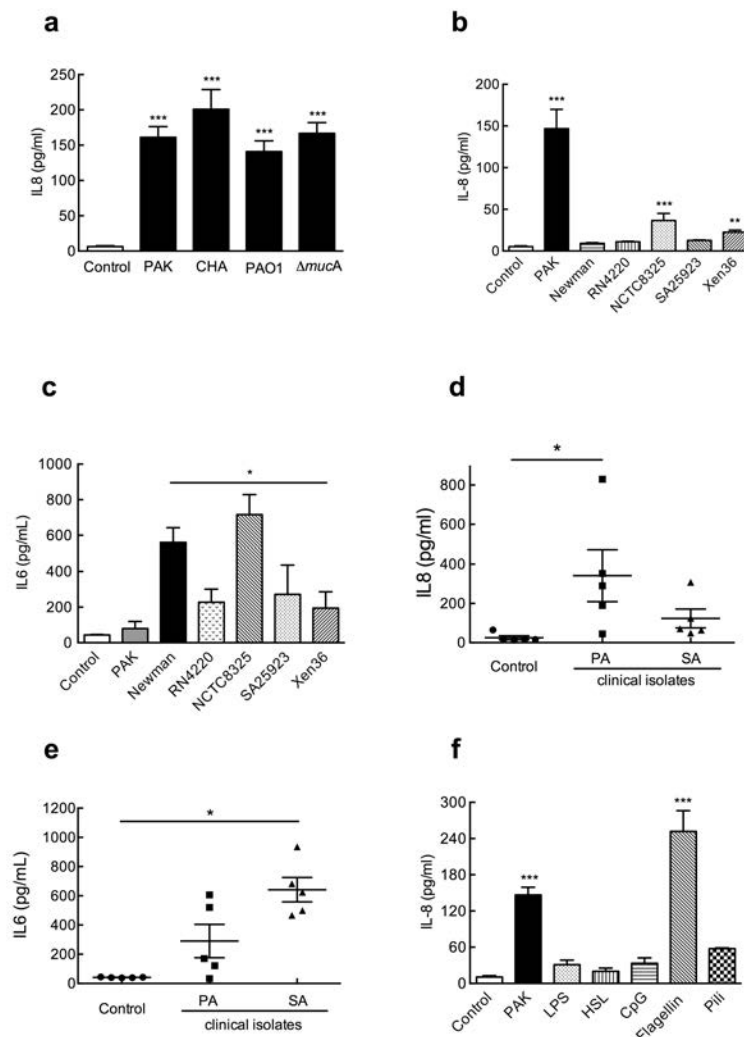 a
IL8 (pg/ml)
250
200
150
100
50
0
***
***
***
***
Control PAK CHA PAO1 ΔmucA
b
IL-8 (pg/ml)
200
150
100
50
0
***
***
**
Control PAK Newman RN4220 NCTC8325 SA25923 Xen36
c
IL6 (pg/mL)
1000
800
600
400
200
0
*
Control PAK Newman RN4220 NCTC8325 SA25923 Xen36
d
IL8 (pg/ml)
800
600
400
200
0
*
Control PA SA
clinical isolates
e
IL6 (pg/mL)
1200
1000
800
600
400
200
0
*
Control PA SA
clinical isolates
f
IL-8 (pg/ml)
300
240
180
120
60
0
***
***
Control PAK LPS HSL CpG Flagellin Pili